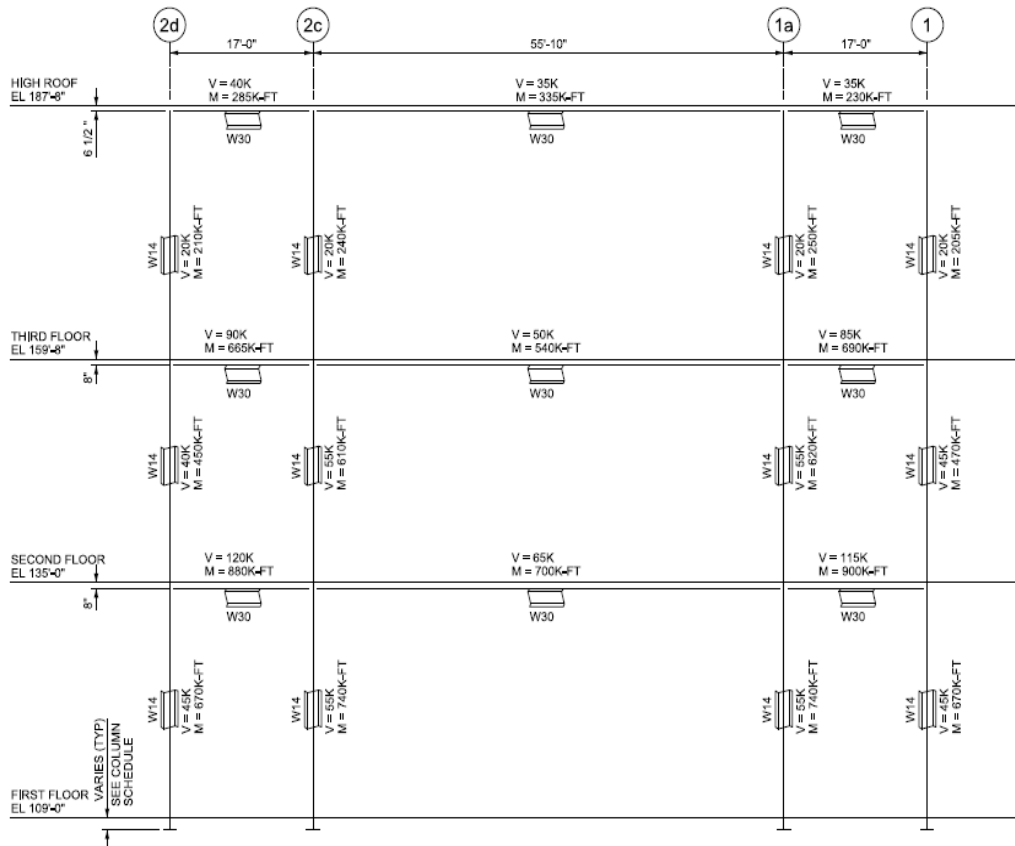 2d
2c
1a
1
17'-0"
55'-10"
17'-0"
HIGH ROOF
EL 187'-8"
V = 40K
M = 285K-FT
V = 35K
M = 335K-FT
V = 35K
M = 230K-FT
6 1/2 "
W30
W30
W30
W14
V = 20K
M = 210K-FT
W14
V = 20K
M = 240K-FT
W14
V = 20K
M = 250K-FT
W14
V = 20K
M = 205K-FT
THIRD FLOOR
EL 159'-8"
V = 90K
M = 665K-FT
V = 50K
M = 540K-FT
V = 85K
M = 690K-FT
8"
W30
W30
W30
W14
V = 40K
M = 450K-FT
W14
V = 55K
M = 610K-FT
W14
V = 55K
M = 620K-FT
W14
V = 45K
M = 470K-FT
SECOND FLOOR
EL 135'-0"
V = 120K
M = 880K-FT
V = 65K
M = 700K-FT
V = 115K
M = 900K-FT
8"
W30
W30
W30
W14
V = 45K
M = 670K-FT
W14
V = 55K
M = 740K-FT
W14
V = 55K
M = 740K-FT
W14
V = 45K
M = 670K-FT
VARIES (TYP)
SEE COLUMN
SCHEDULE
FIRST FLOOR
EL 109'-0"